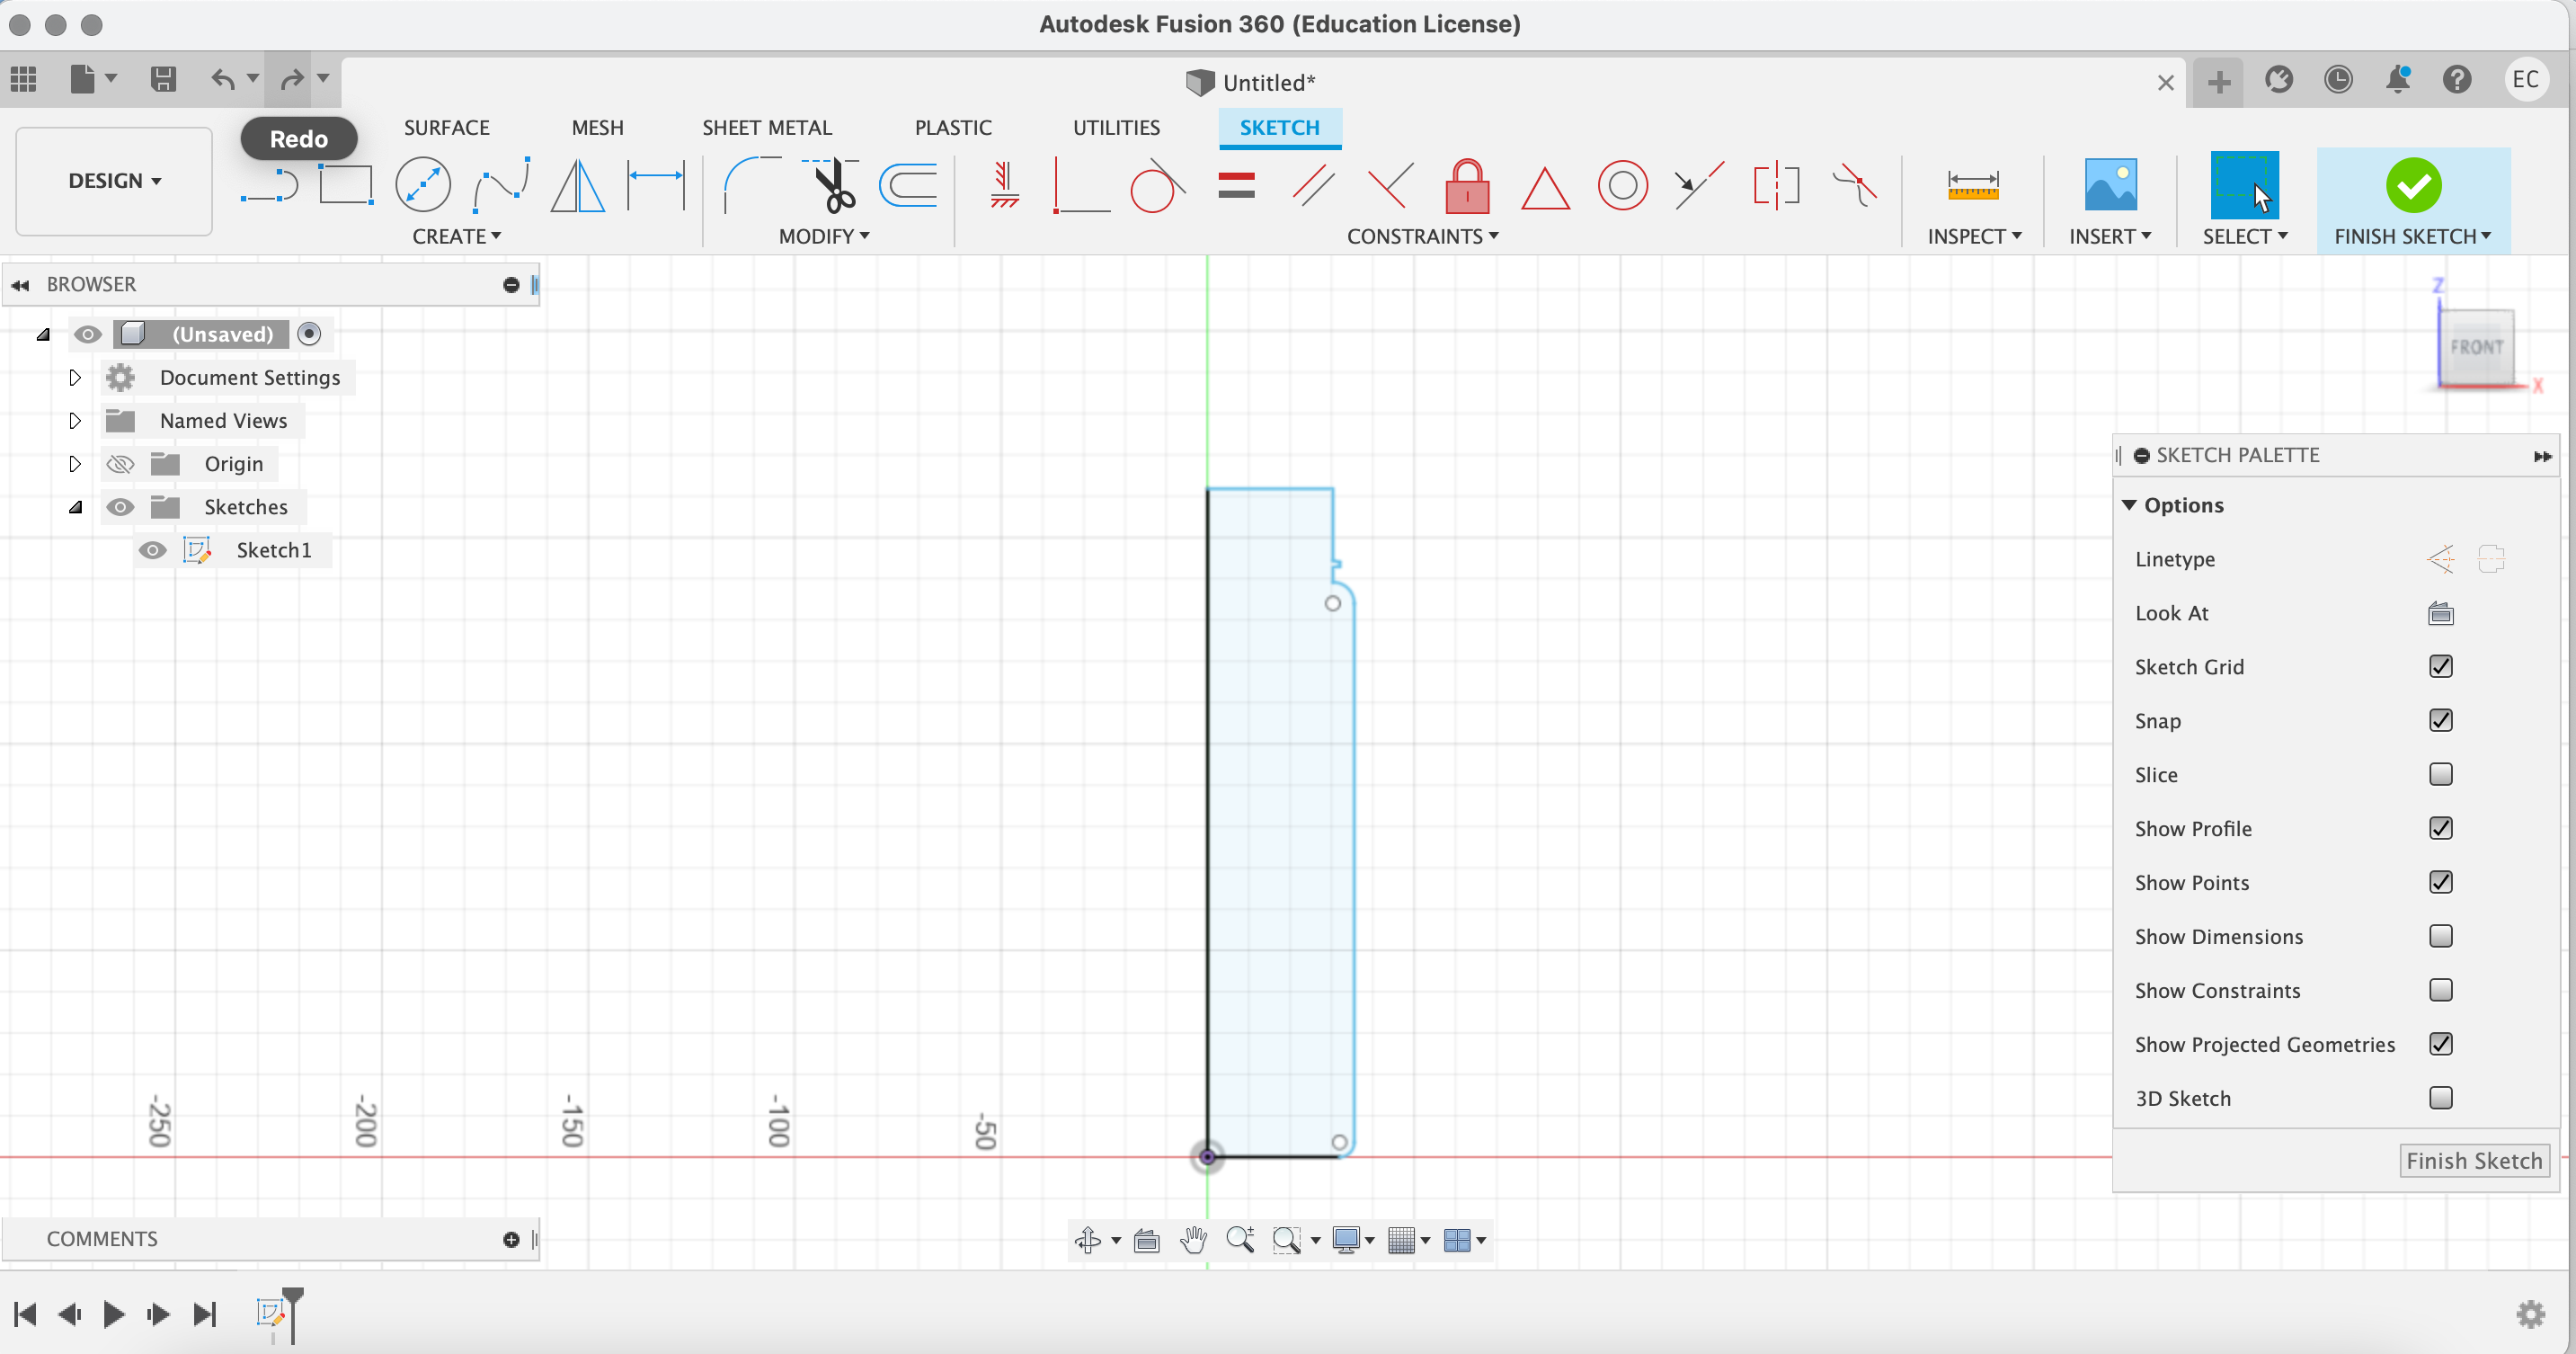 Autodesk Fusion 360 (Education License)
Untitled*
EC
DESIGN
Redo
SURFACE
MESH
SHEET METAL
PLASTIC
UTILITIES
SKETCH
CREATE
MODIFY
CONSTRAINTS
INSPECT
INSERT
SELECT
FINISH SKETCH
BROWSER
(Unsaved)
Document Settings
Named Views
Origin
Sketches
Sketch1
Z
FRONT
X
SKETCH PALETTE
Options
Linetype
Look At
Sketch Grid
Snap
Slice
Show Profile
Show Points
Show Dimensions
Show Constraints
Show Projected Geometries
3D Sketch
Finish Sketch
-250
-200
-150
-100
-50
COMMENTS